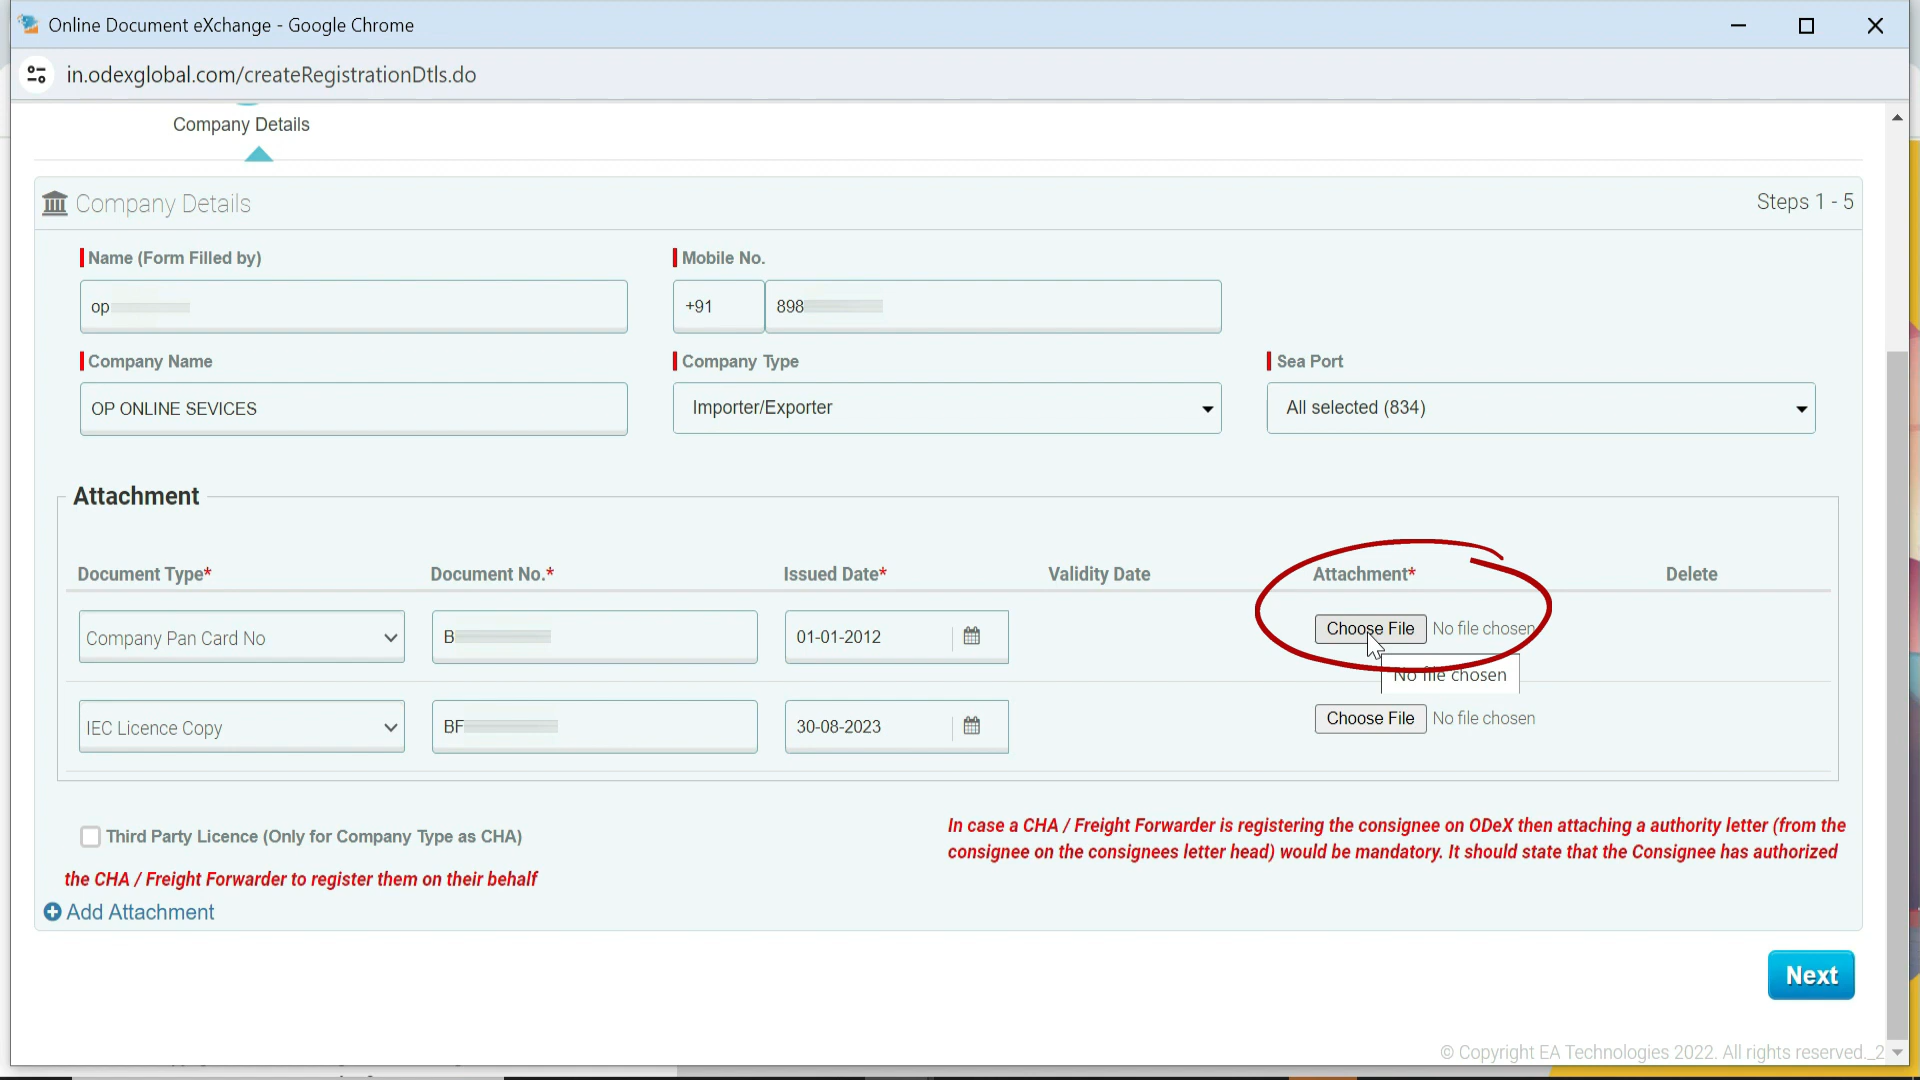 Online Document eXchange - Google Chrome
in.odexglobal.com/createRegistrationDtls.do
Company Details
Company Details
Steps 1 - 5
Name (Form Filled by)
Mobile No.
op
+91
898
Company Name
Company Type
Sea Port
OP ONLINE SEVICES
Importer/Exporter
All selected (834)
Attachment
Document Type*
Document No.*
Issued Date*
Validity Date
Attachment*
Delete
Company Pan Card No
B
01-01-2012
Choose File
No file chosen
No file chosen
IEC Licence Copy
BF
30-08-2023
Choose File
No file chosen
Third Party Licence (Only for Company Type as CHA)
In case a CHA / Freight Forwarder is registering the consignee on ODeX then attaching a authority letter (from the
consignee on the consignees letter head) would be mandatory. It should state that the Consignee has authorized
the CHA / Freight Forwarder to register them on their behalf
Add Attachment
Next
© Copyright EA Technologies 2022. All rights reserved._2